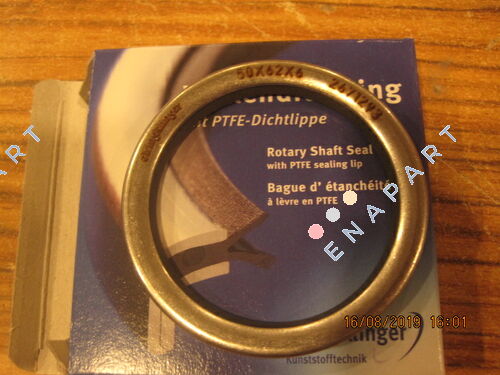 50X62X6
ing
t PTFE-Dichtlippe
Rotary Shaft Seal
with PTFE sealing lip
Bague d' étanchéité
à lèvre en PTFE
ENAPART
16/08/2019 16:01
linger
Kunststofftechnik